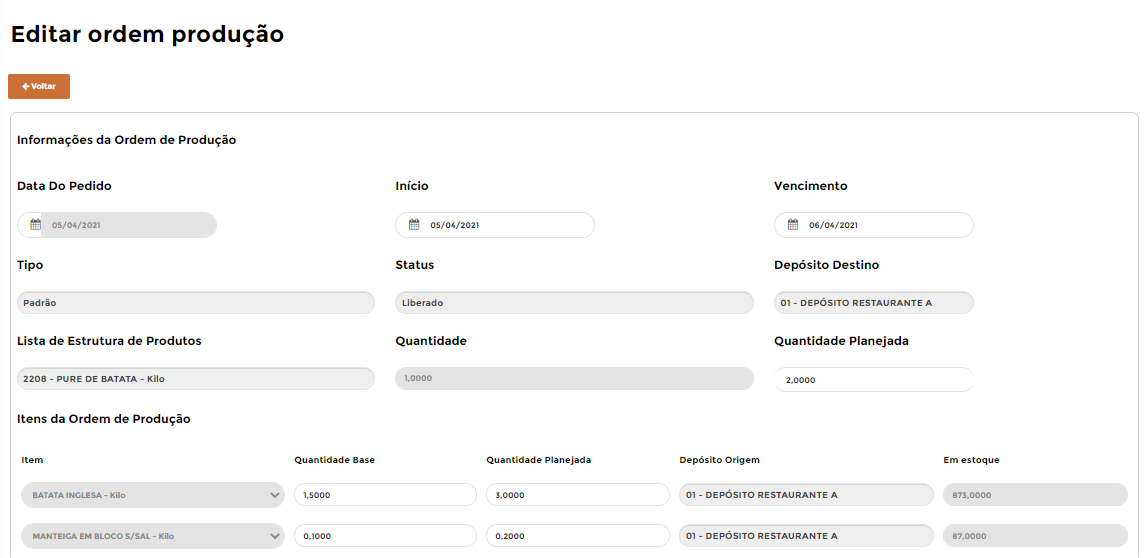 Editar ordem produção
Voltar
Informações da Ordem de Produção
Data Do Pedido Início Vencimento
05/04/2021 05/04/2021 06/04/2021
Tipo Status Depósito Destino
Padrão Liberado 01 - DEPÓSITO RESTAURANTE A
Lista de Estrutura de Produtos Quantidade Quantidade Planejada
2208 - PURE DE BATATA - Kilo 1,0000 2,0000
Itens da Ordem de Produção
Item Quantidade Base Quantidade Planejada Depósito Origem Em estoque
BATATA INGLESA - Kilo 1,5000 3,0000 01 - DEPÓSITO RESTAURANTE A 873,0000
MANTEIGA EM BLOCO S/SAL - Kilo 0,1000 0,2000 01 - DEPÓSITO RESTAURANTE A 87,0000